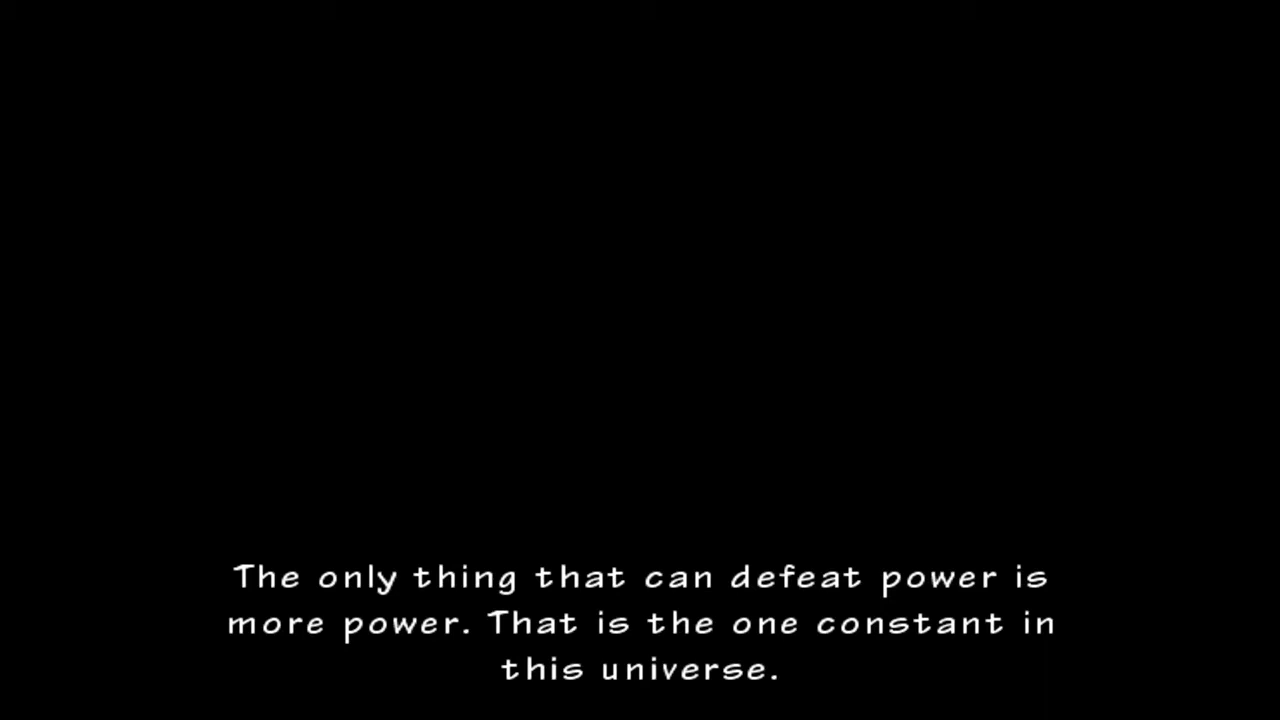 The only thing that can defeat power is
more power. That is the one constant in
this universe.